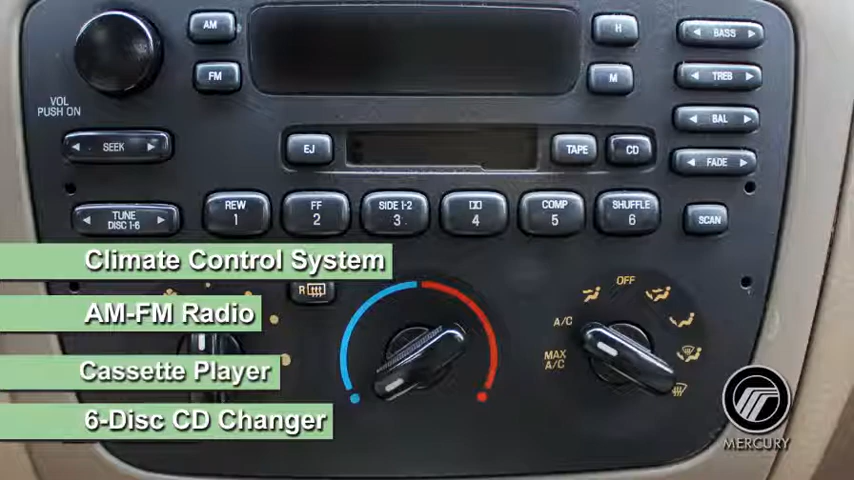 AM
H
BASS
FM
M
TREB
VOL
PUSH ON
BAL
SEEK
EJ
TAPE
CD
FADE
TUNE
DISC 1-6
REW
1
FF
2
SIDE 1-2
3
4
COMP
5
SHUFFLE
6
SCAN
Climate Control System
R
OFF
AM-FM Radio
A/C
MAX
A/C
Cassette Player
6-Disc CD Changer
MERCURY